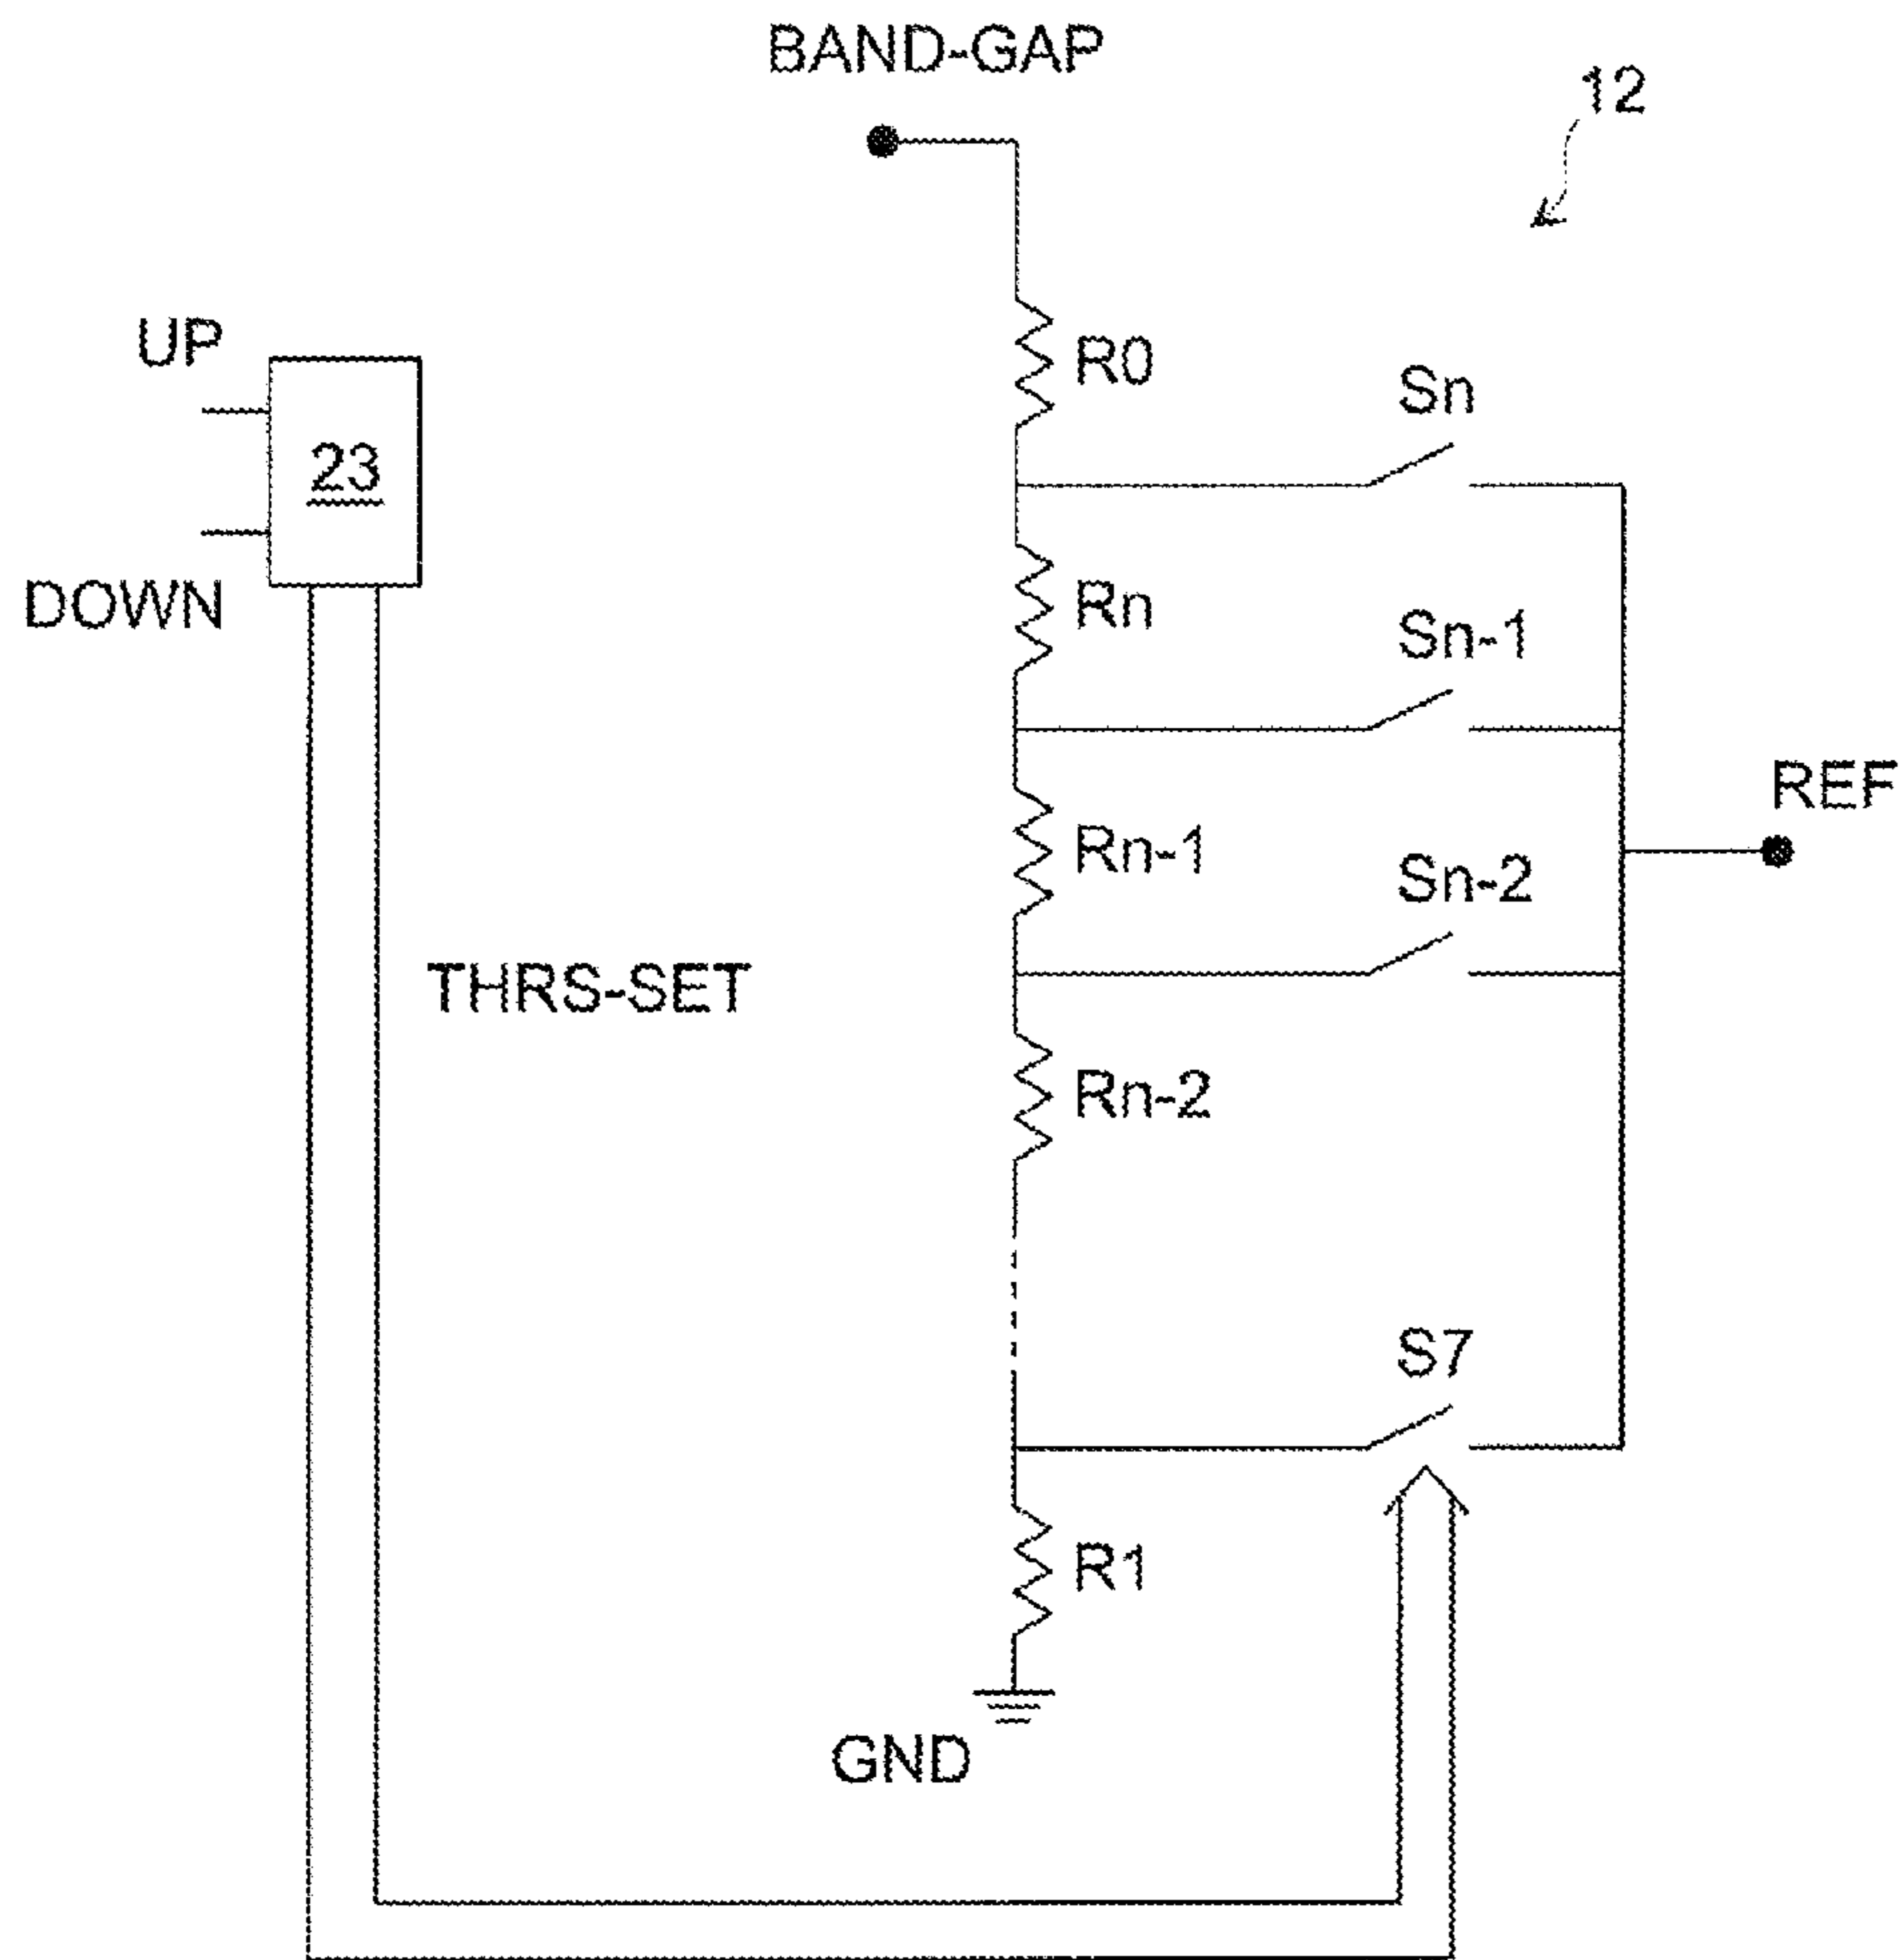 BAND-GAP
12
UP
R0
Sn
23
DOWN
Rn
Sn-1
REF
Rn-1
Sn-2
THRS-SET
Rn-2
S7
R1
GND